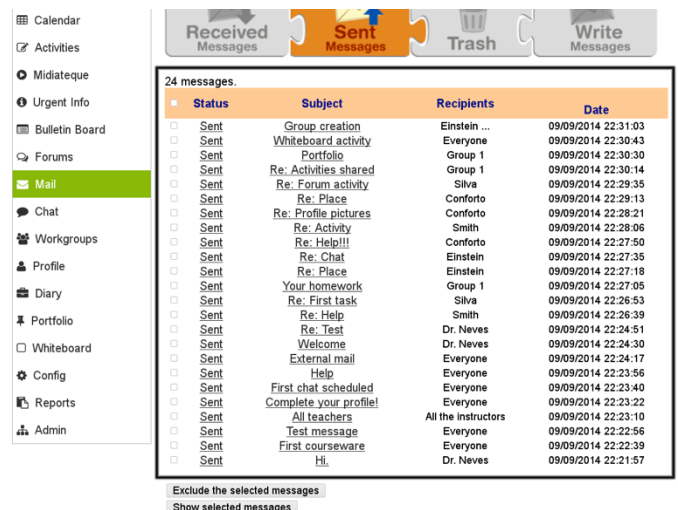 Calendar
Activities
Midiateque
Urgent Info
Bulletin Board
Forums
Mail
Chat
Workgroups
Profile
Diary
Portfolio
Whiteboard
Config
Reports
Admin
Received Messages
Sent Messages
Trash
Write Messages
24 messages.
Status Subject Recipients Date
Sent Group creation Einstein ... 09/09/2014 22:31:03
Sent Whiteboard activity Everyone 09/09/2014 22:30:43
Sent Portfolio Group 1 09/09/2014 22:30:30
Sent Re: Activities shared Group 1 09/09/2014 22:30:14
Sent Re: Forum activity Silva 09/09/2014 22:29:35
Sent Re: Place Conforto 09/09/2014 22:29:13
Sent Re: Profile pictures Conforto 09/09/2014 22:28:21
Sent Re: Activity Smith 09/09/2014 22:28:06
Sent Re: Help!!! Conforto 09/09/2014 22:27:50
Sent Re: Chat Einstein 09/09/2014 22:27:35
Sent Re: Place Einstein 09/09/2014 22:27:18
Sent Your homework Group 1 09/09/2014 22:27:05
Sent Re: First task Silva 09/09/2014 22:26:53
Sent Re: Help Smith 09/09/2014 22:26:39
Sent Re: Test Dr. Neves 09/09/2014 22:24:51
Sent Welcome Dr. Neves 09/09/2014 22:24:30
Sent External mail Everyone 09/09/2014 22:24:17
Sent Help Everyone 09/09/2014 22:23:56
Sent First chat scheduled Everyone 09/09/2014 22:23:40
Sent Complete your profile! Everyone 09/09/2014 22:23:22
Sent All teachers All the instructors 09/09/2014 22:23:10
Sent Test message Everyone 09/09/2014 22:22:56
Sent First courseware Everyone 09/09/2014 22:22:39
Sent Hi. Dr. Neves 09/09/2014 22:21:57
Exclude the selected messages
Show selected messages